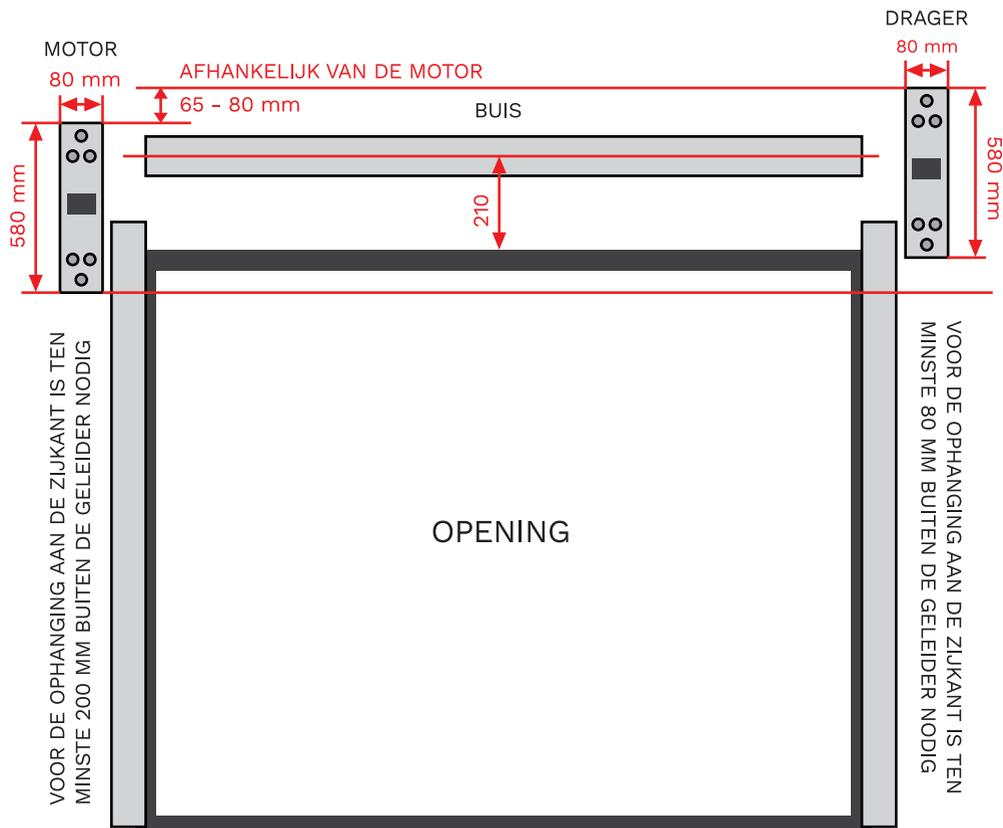 DRAGER
80 mm
MOTOR
80 mm
AFHANKELIJK VAN DE MOTOR
65 - 80 mm
BUIS
580 mm
580 mm
210
OPENING
VOOR DE OPHANGING AAN DE ZIJKANT IS TEN
MINSTE 200 MM BUITEN DE GELEIDER NODIG
VOOR DE OPHANGING AAN DE ZIJKANT IS TEN
MINSTE 80 MM BUITEN DE GELEIDER NODIG